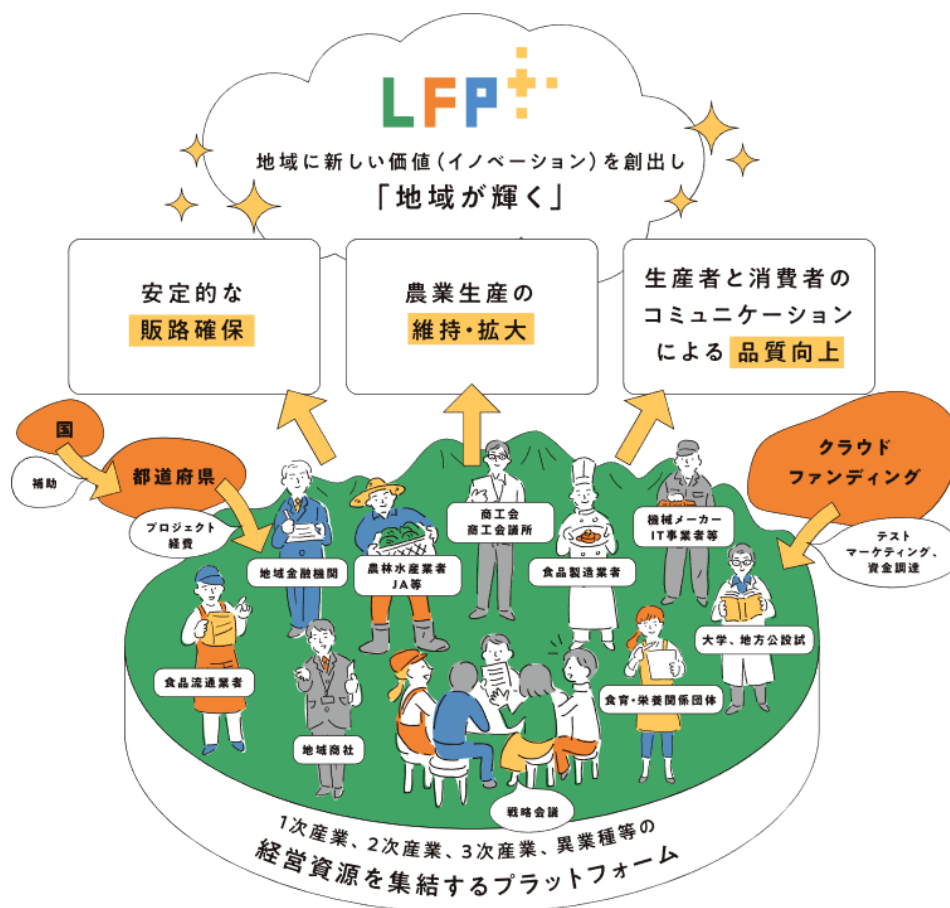 LFP
地域に新しい価値（イノベーション）を創出し
「地域が輝く」
安定的な
販路確保
農業生産の
維持・拡大
生産者と消費者の
コミュニケーション
による 品質向上
国
補助
都道府県
プロジェクト
経費
クラウド
ファンディング
テスト
マーケティング、
資金調達
地域金融機関
農林水産業者
JA等
商工会
商工会議所
食品製造業者
機械メーカー
IT事業者等
大学、地方公設試
食品流通業者
地域商社
食育・栄養関係団体
戦略会議
1次産業、2次産業、3次産業、異業種等の
経営資源を集結するプラットフォーム